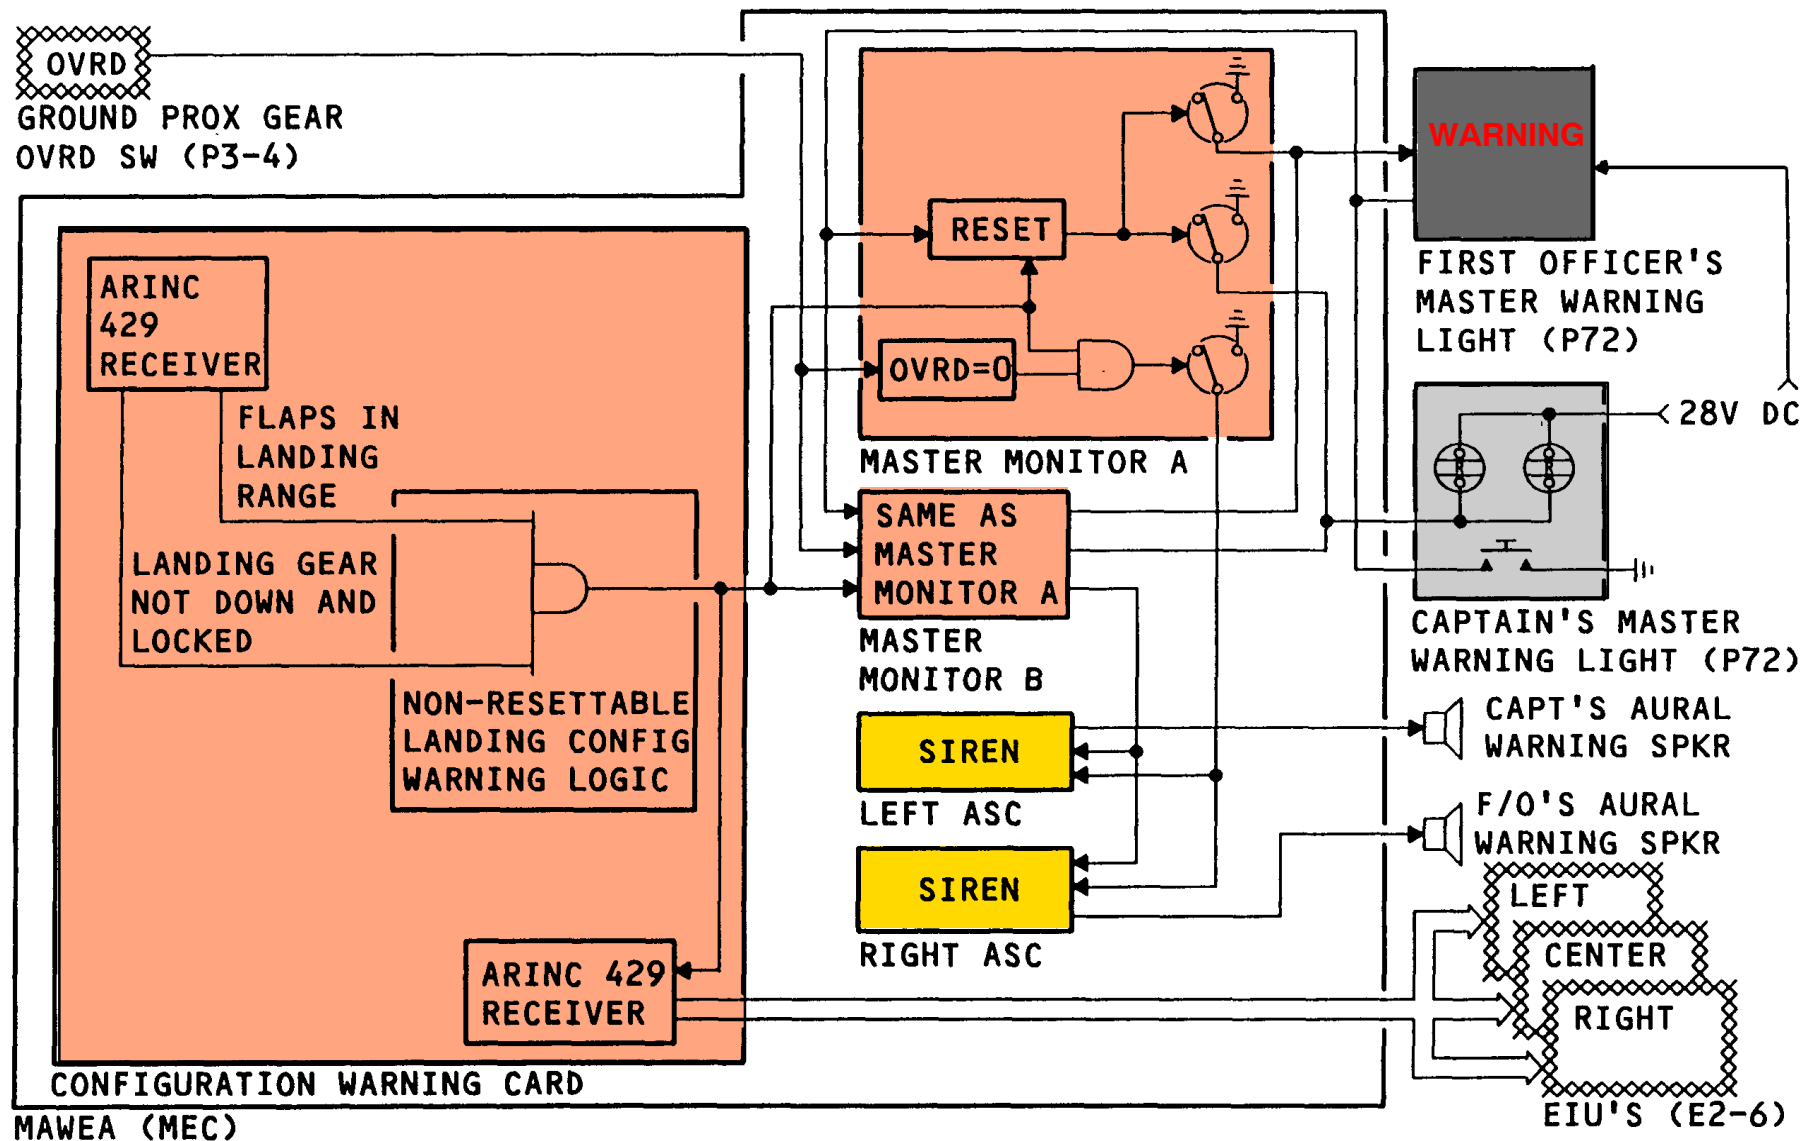 OVRD
GROUND PROX GEAR
OVRD SW (P3-4)
ARINC
429
RECEIVER
FLAPS IN
LANDING
RANGE
LANDING GEAR
NOT DOWN AND
LOCKED
NON-RESETTABLE
LANDING CONFIG
WARNING LOGIC
ARINC 429
RECEIVER
CONFIGURATION WARNING CARD
MAWEA (MEC)
RESET
OVRD=0
MASTER MONITOR A
SAME AS
MASTER
MONITOR A
MASTER
MONITOR B
SIREN
LEFT ASC
SIREN
RIGHT ASC
WARNING
FIRST OFFICER'S
MASTER WARNING
LIGHT (P72)
28V DC
CAPTAIN'S MASTER
WARNING LIGHT (P72)
CAPT'S AURAL
WARNING SPKR
F/O'S AURAL
WARNING SPKR
LEFT
CENTER
RIGHT
EIU'S (E2-6)